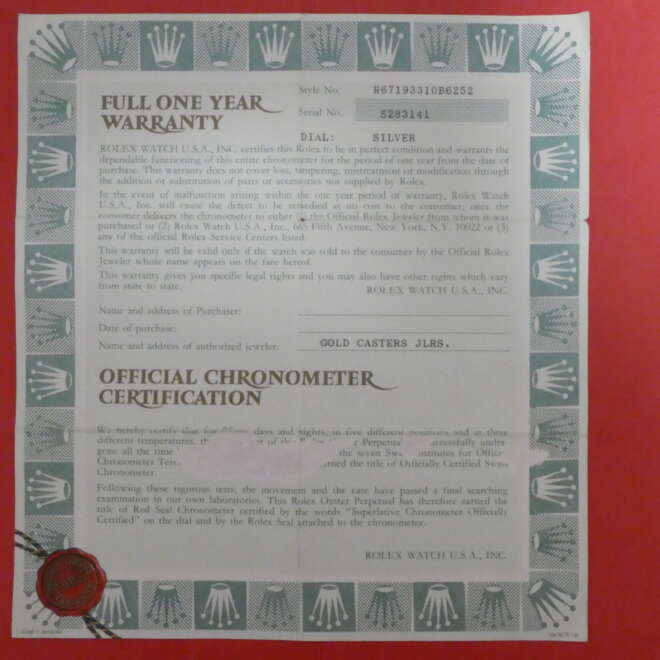 FULL ONE YEAR
WARRANTY
Style No. R67193310B6252
Serial No. S283141
DIAL: SILVER
ROLEX WATCH U.S.A., INC. certifies this Rolex to be in perfect condition and warrants the
dependable functioning of this entire chronometer for the period of one year from the date of
purchase. This warranty does not cover loss, tampering, mistreatment or modification through
the addition or substitution of parts or accessories not supplied by Rolex.
In the event of malfunction arising within the one year period of warranty, Rolex Watch
U.S.A., Inc. will cause the defect to be remedied at no cost to the consumer, once the
consumer delivers the chronometer to either the Official Rolex Jeweler from whom it was
purchased or (2) Rolex Watch U.S.A., Inc., 665 Fifth Avenue, New York, N.Y. 10022 or (3)
any of the official Rolex Service Centers listed.
This warranty will be valid only if the watch was sold to the consumer by the Official Rolex
Jeweler whose name appears on the face hereof.
This warranty gives you specific legal rights and you may also have other rights which vary
from state to state.
ROLEX WATCH U.S.A., INC.
Name and address of Purchaser:
Date of purchase:
Name and address of authorized jeweler: GOLD CASTERS JLRS.
OFFICIAL CHRONOMETER
CERTIFICATION
We hereby certify that for days and nights, in five different positions and at three
different temperatures, of the Perpetual under-
gone all the the seven Institutes for
Chronometer the title of Officially Certified Swiss
Chronometer.
Following these rigorous tests, the movement and the case have passed a final searching
examination in our own laboratories. This Rolex Oyster Perpetual has therefore earned the
title of Red Seal Chronometer certified by the words "Superlative Chronometer Officially
Certified" on the dial and by the Rolex Seal attached to the chronometer.
ROLEX WATCH U.S.A., INC.